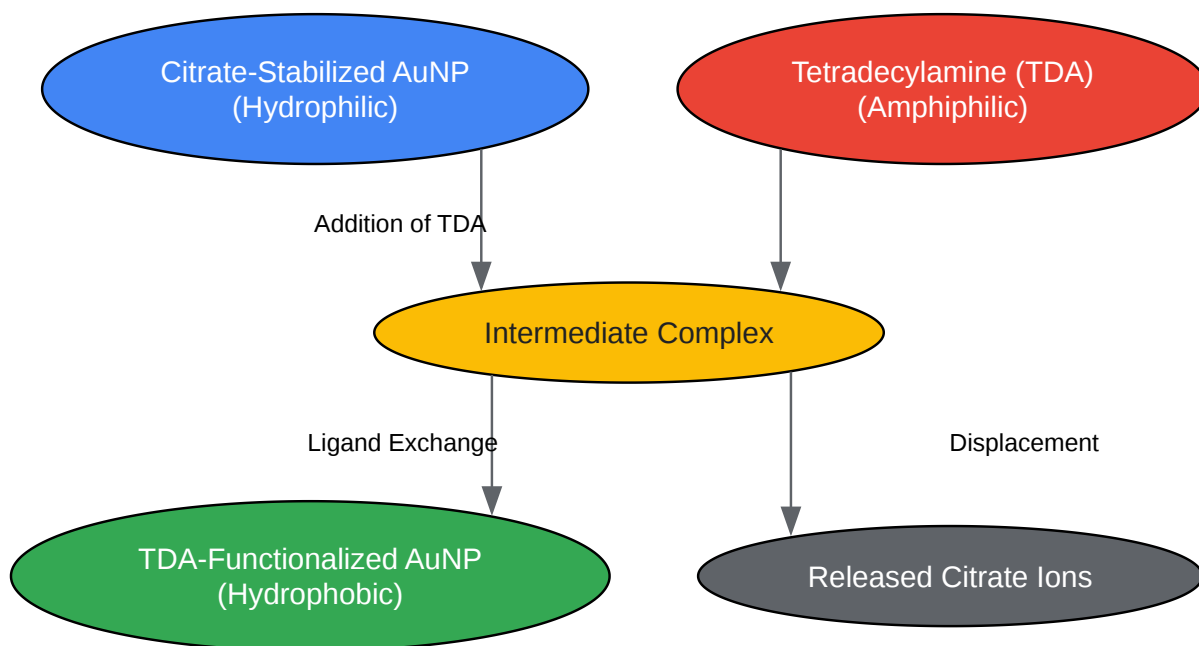 Citrate-Stabilized AuNP
(Hydrophilic)
Tetradecylamine (TDA)
(Amphiphilic)
Addition of TDA
Intermediate Complex
Ligand Exchange
Displacement
TDA-Functionalized AuNP
(Hydrophobic)
Released Citrate Ions